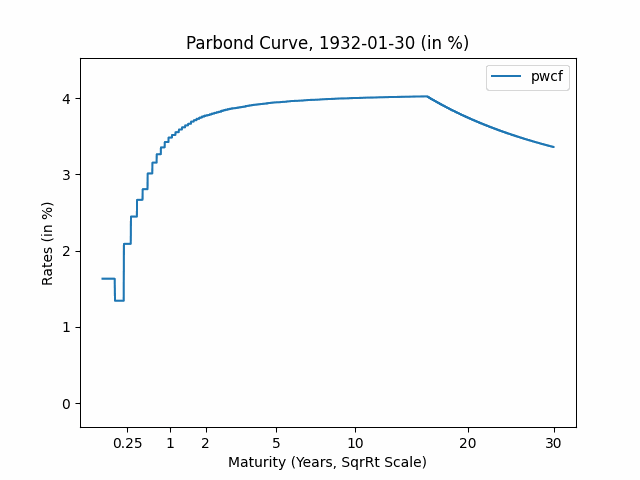 Parbond Curve, 1932-01-30 (in %)
pwcf
4
3
2
1
0
Rates (in %)
0.25 1 2 5 10 20 30
Maturity (Years, SqrRt Scale)